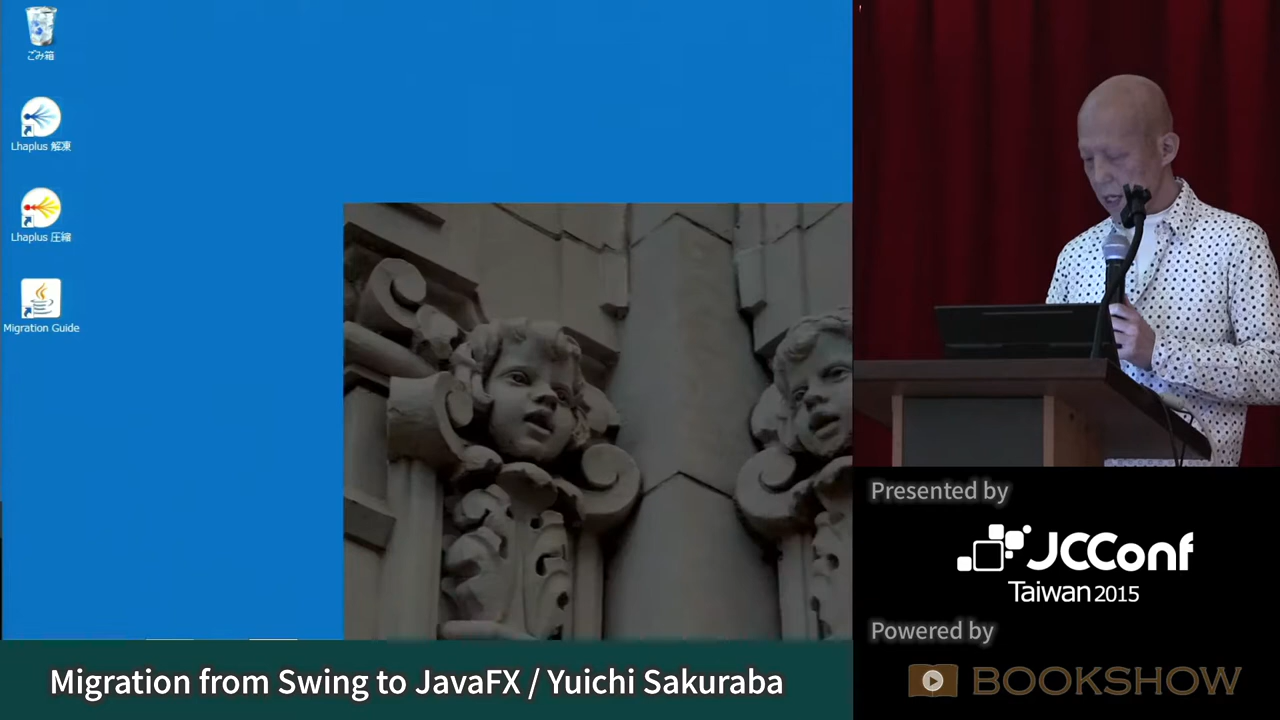 ごみ箱
Lhaplus 解凍
Lhaplus 圧縮
Migration Guide
Presented by
JCConf
Taiwan 2015
Powered by
BOOKSHOW
Migration from Swing to JavaFX / Yuichi Sakuraba